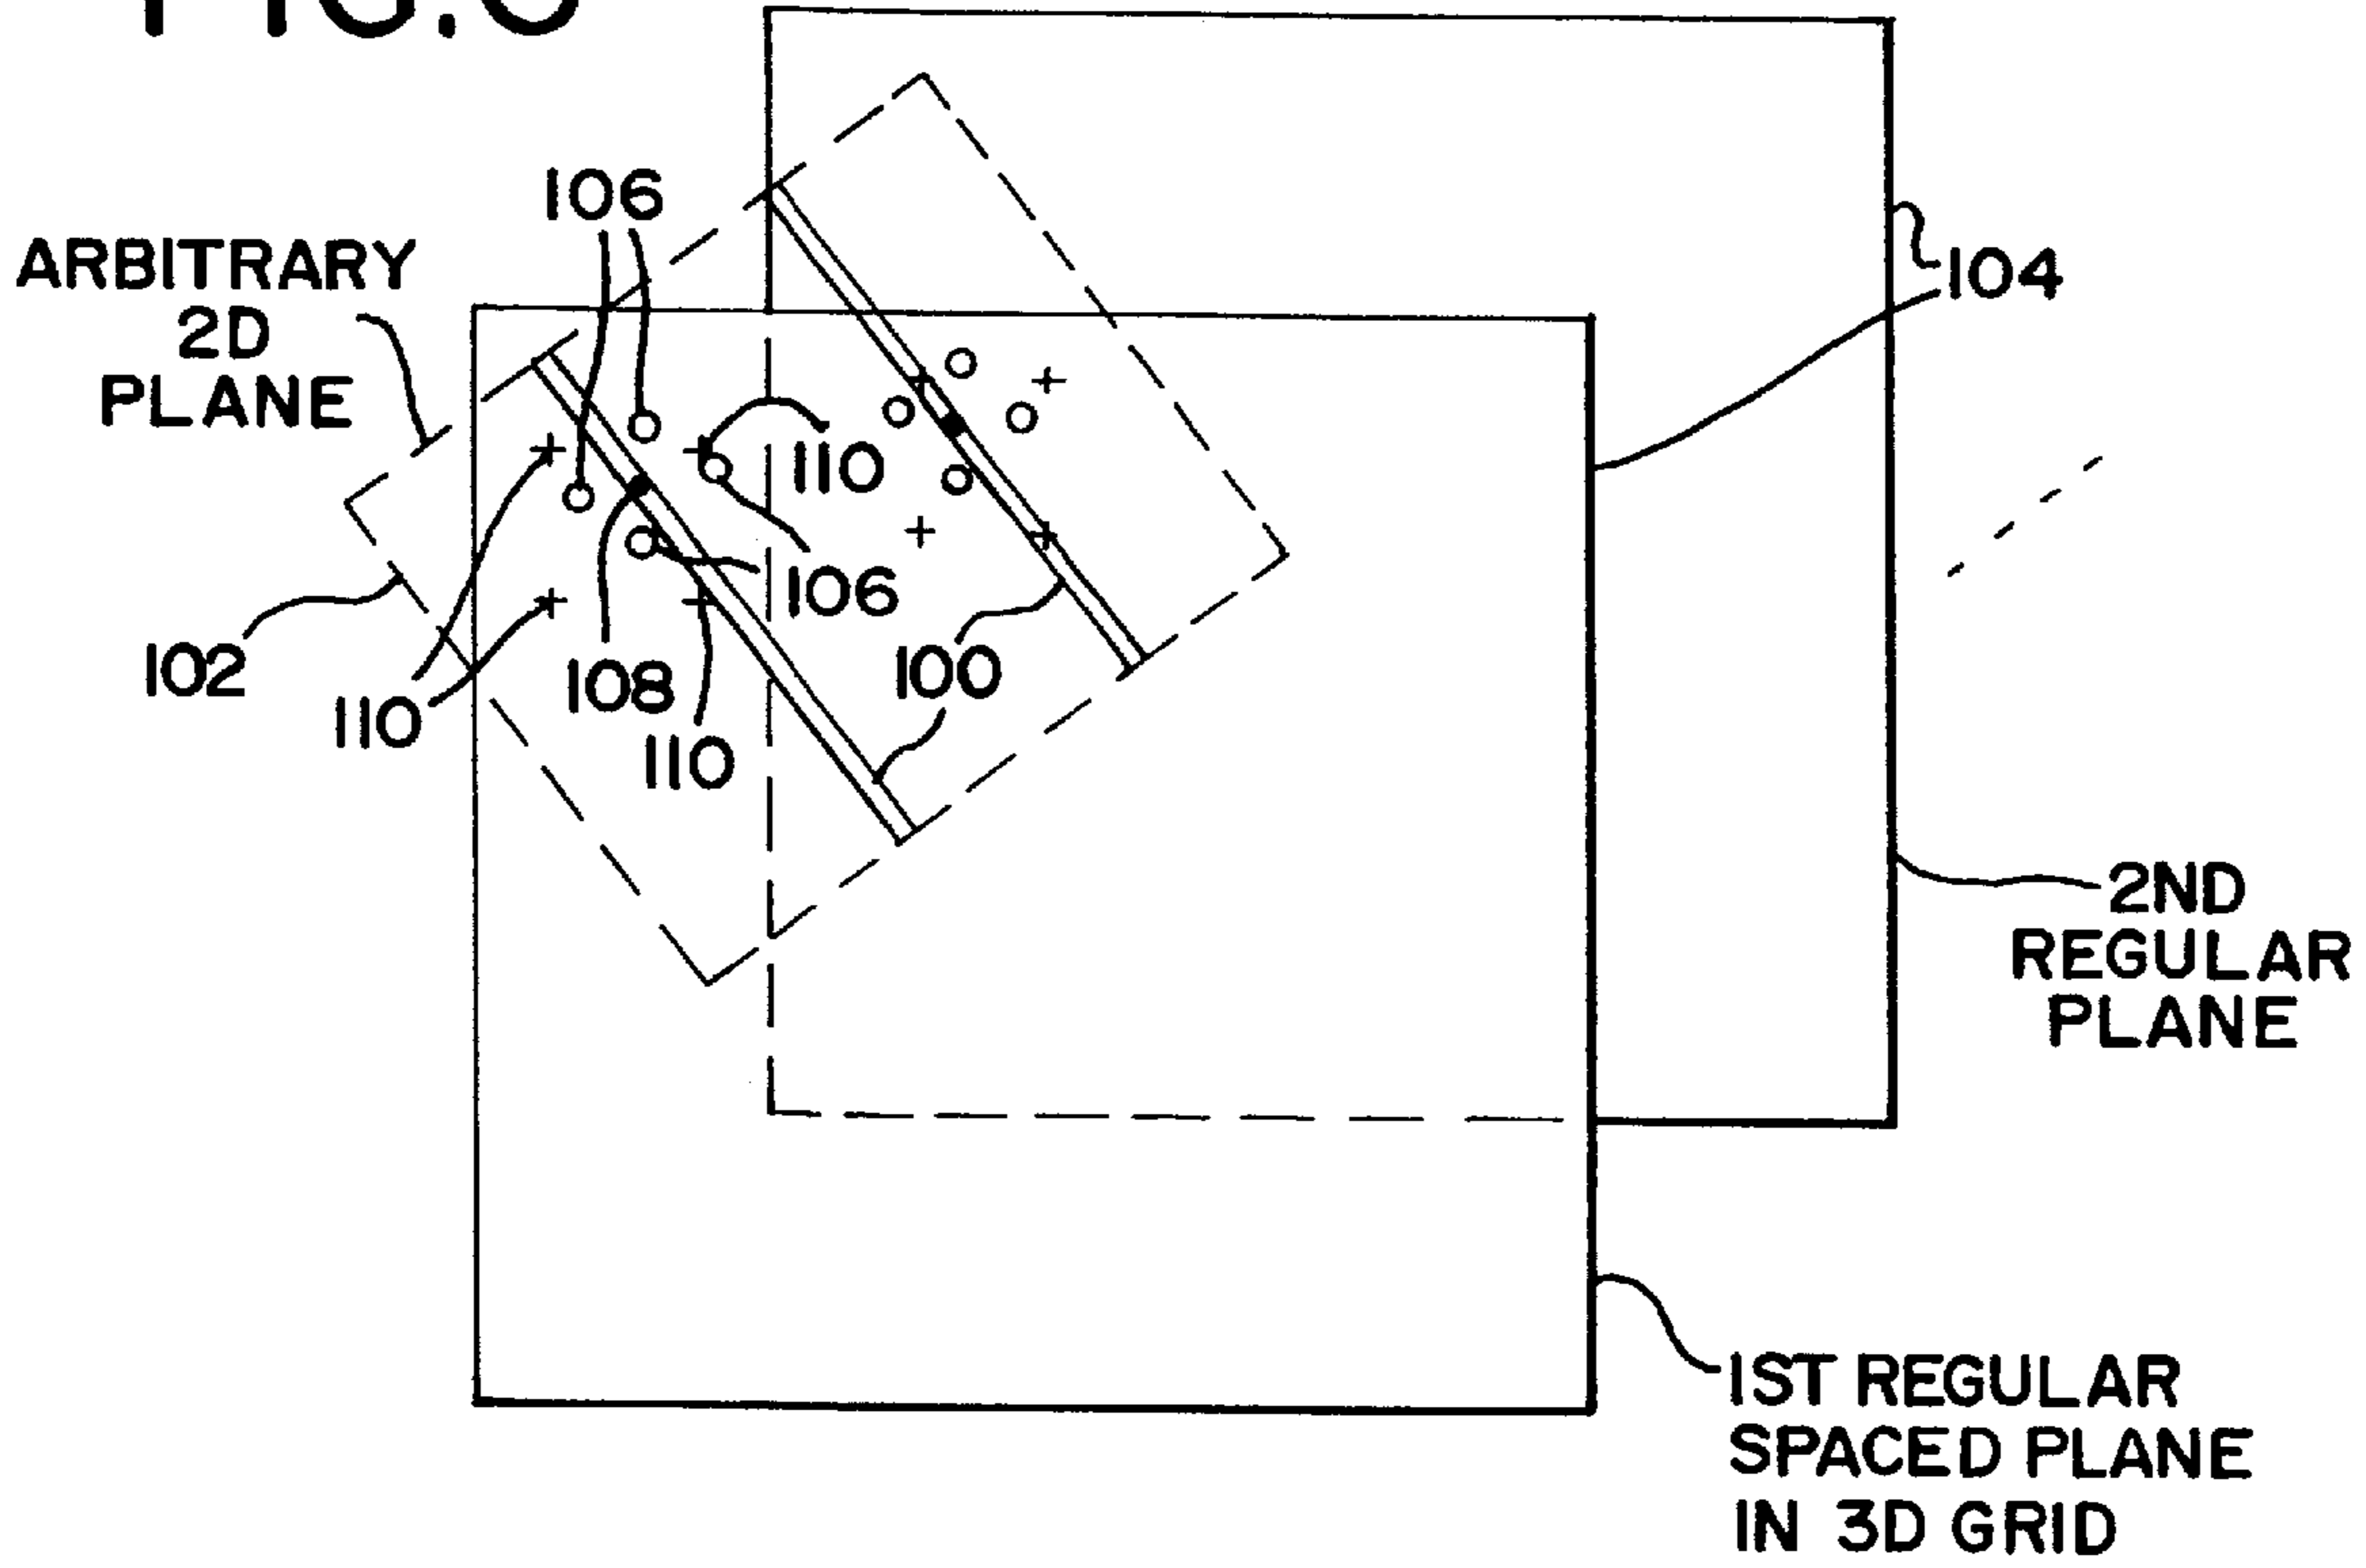 FIG.
106
ARBITRARY
2D
PLANE
104
110
106
102
108
100
110
110
2ND
REGULAR
PLANE
1ST REGULAR
SPACED PLANE
IN 3D GRID